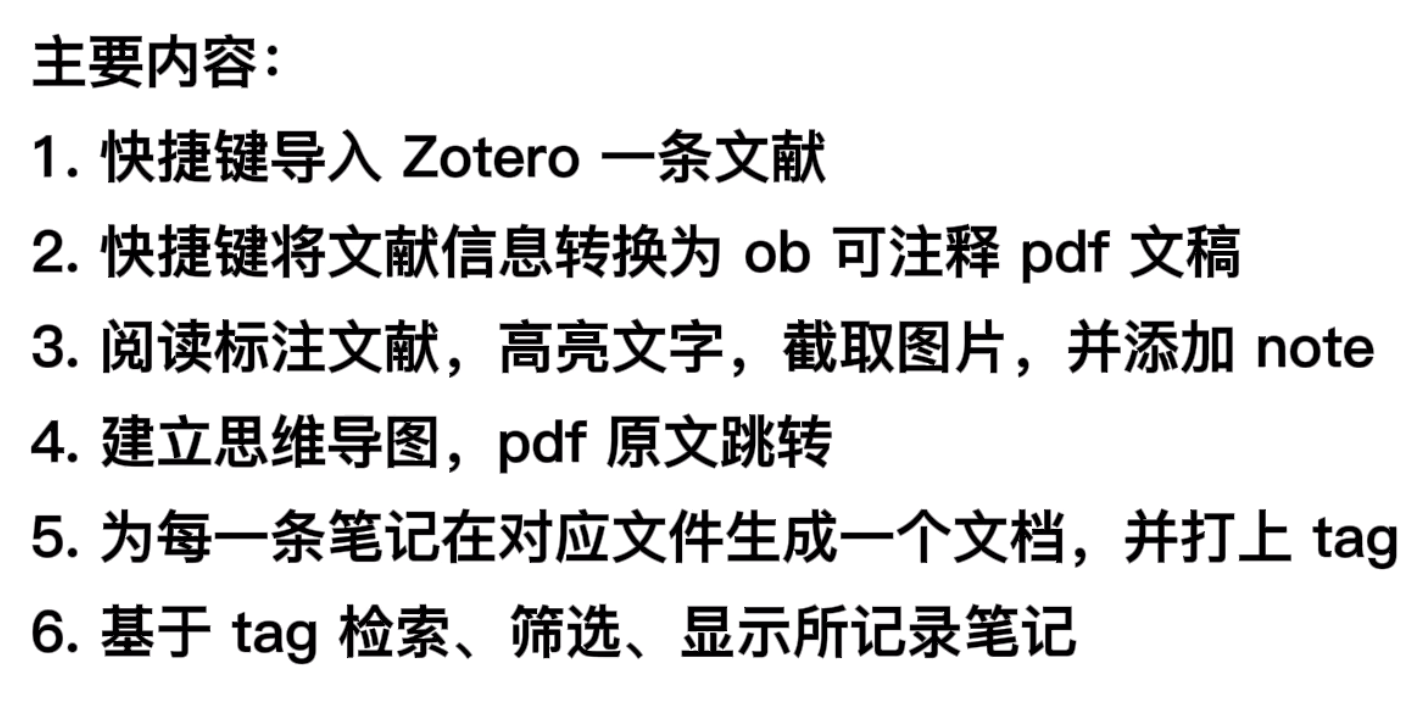 主要内容：
1. 快捷键导入 Zotero 一条文献
2. 快捷键将文献信息转换为 ob 可注释 pdf 文稿
3. 阅读标注文献，高亮文字，截取图片，并添加 note
4. 建立思维导图，pdf 原文跳转
5. 为每一条笔记在对应文件生成一个文档，并打上 tag
6. 基于 tag 检索、筛选、显示所记录笔记